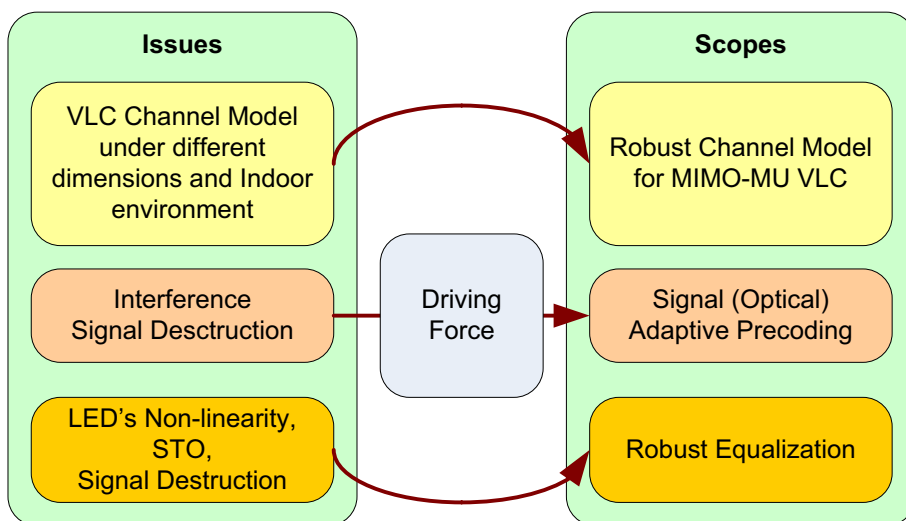 Issues
VLC Channel Model
under different
dimensions and Indoor
environment
Interference
Signal Desctruction
LED's Non-linearity,
STO,
Signal Destruction
Driving
Force
Scopes
Robust Channel Model
for MIMO-MU VLC
Signal (Optical)
Adaptive Precoding
Robust Equalization